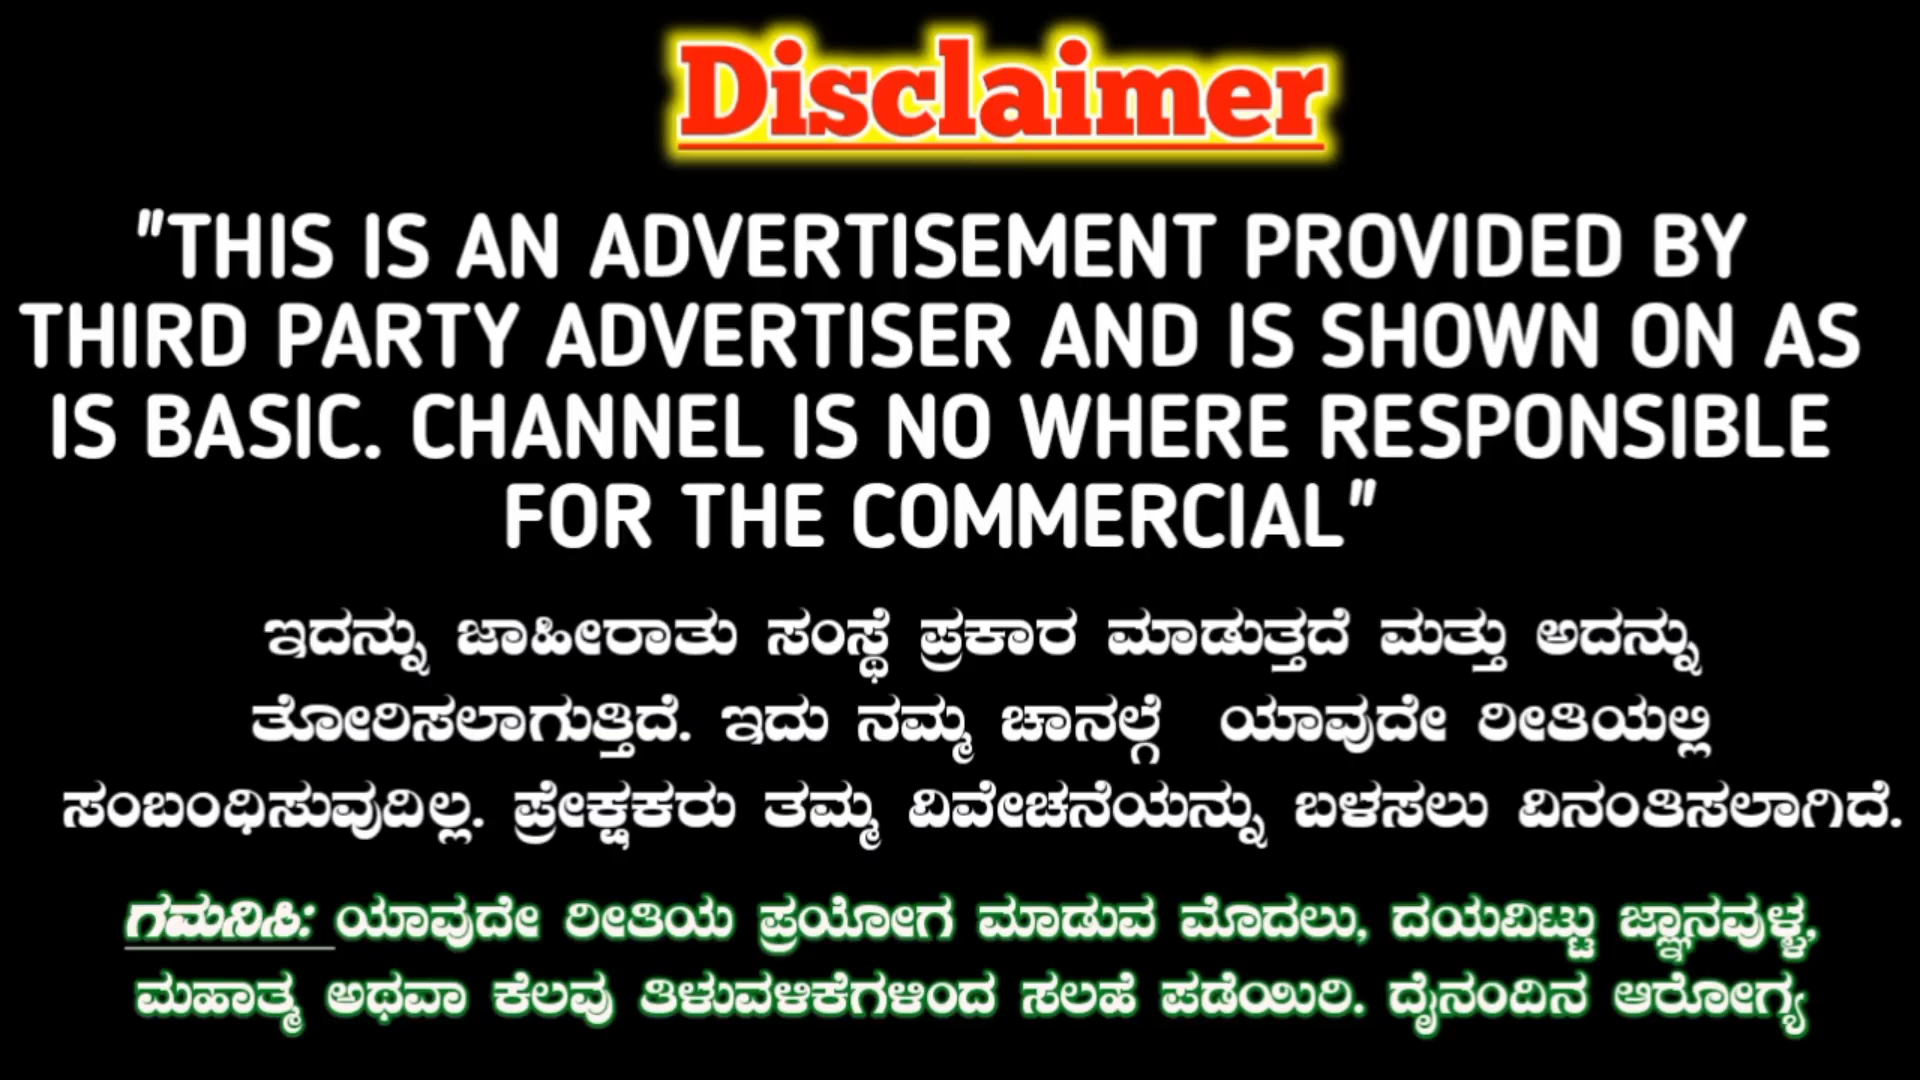 Disclaimer
"THIS IS AN ADVERTISEMENT PROVIDED BY
THIRD PARTY ADVERTISER AND IS SHOWN ON AS
IS BASIC. CHANNEL IS NO WHERE RESPONSIBLE
FOR THE COMMERCIAL"
ಇದನ್ನು ಜಾಹೀರಾತು ಸಂಸ್ಥೆ ಪ್ರಕಾರ ಮಾಡುತ್ತದೆ ಮತ್ತು ಅದನ್ನು
ತೋರಿಸಲಾಗುತ್ತಿದೆ. ಇದು ನಮ್ಮ ಚಾನಲ್ಗೆ ಯಾವುದೇ ರೀತಿಯಲ್ಲಿ
ಸಂಬಂಧಿಸುವುದಿಲ್ಲ. ಪ್ರೇಕ್ಷಕರು ತಮ್ಮ ವಿವೇಚನೆಯನ್ನು ಬಳಸಲು ವಿನಂತಿಸಲಾಗಿದೆ.
ಗಮನಿಸಿ: ಯಾವುದೇ ರೀತಿಯ ಪ್ರಯೋಗ ಮಾಡುವ ಮೊದಲು, ದಯವಿಟ್ಟು ಜ್ಞಾನವುಳ್ಳ,
ಮಹಾತ್ಮ ಅಥವಾ ಕೆಲವು ತಿಳುವಳಿಕೆಗಳಿಂದ ಸಲಹೆ ಪಡೆಯಿರಿ. ದೈನಂದಿನ ಆರೋಗ್ಯ